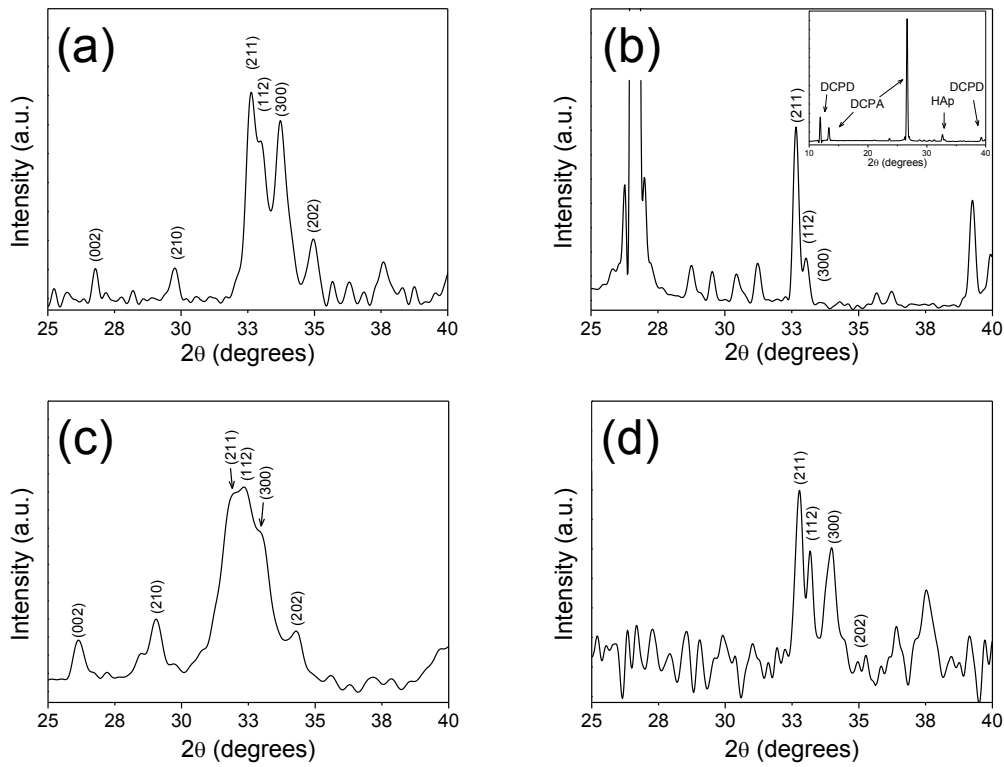 (a)
Intensity (a.u.)
(002)
(210)
(211)
(112)
(300)
(202)
25 28 30 33 35 38 40
2θ (degrees)
(b)
Intensity (a.u.)
(211)
(112)
(300)
25 28 30 33 35 38 40
2θ (degrees)
DCPD
DCPA
HAp
DCPD
10 20 30 40
2θ (degrees)
(c)
Intensity (a.u.)
(002)
(210)
(211)
(112)
(300)
(202)
25 28 30 33 35 38 40
2θ (degrees)
(d)
Intensity (a.u.)
(211)
(112)
(300)
(202)
25 28 30 33 35 38 40
2θ (degrees)